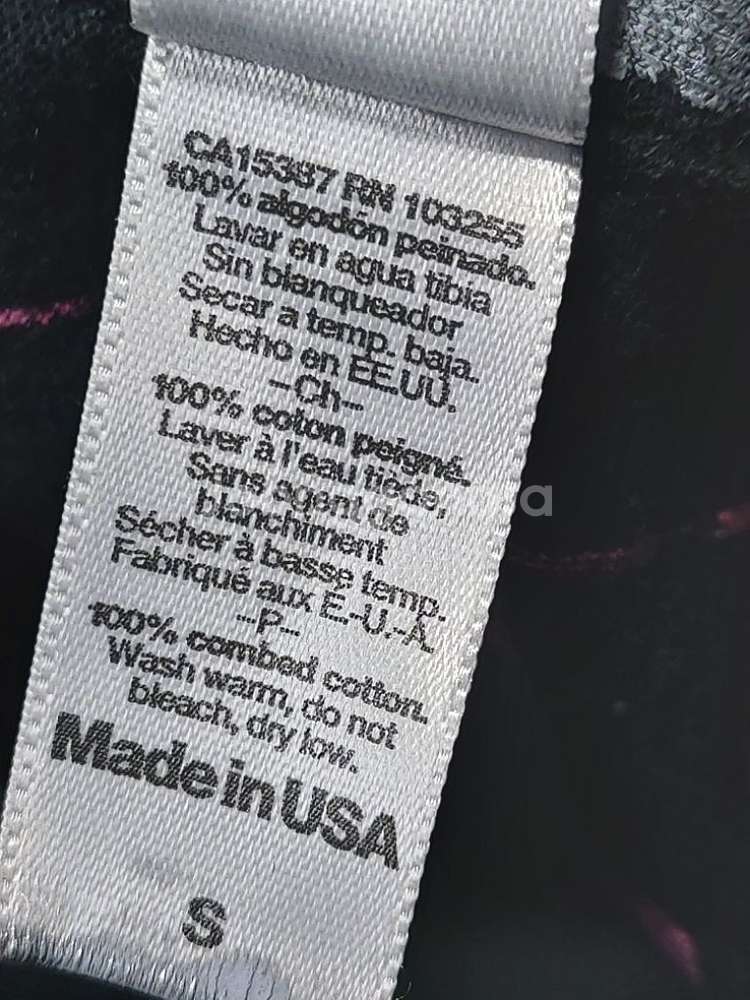 CA15387 RN 103255
100% algodón peinado.
Lavar en agua tibia
Sin blanqueador
Secar a temp. baja.
Hecho en EE.UU.
-Ch-
100% coton peigné.
Laver à l'eau tiède,
Sans agent de
blanchiment
Sécher à basse temp.
Fabriqué aux É.-U.-A.
-P-
100% combed cotton.
Wash warm, do not
bleach, dry low.
Made in USA
S